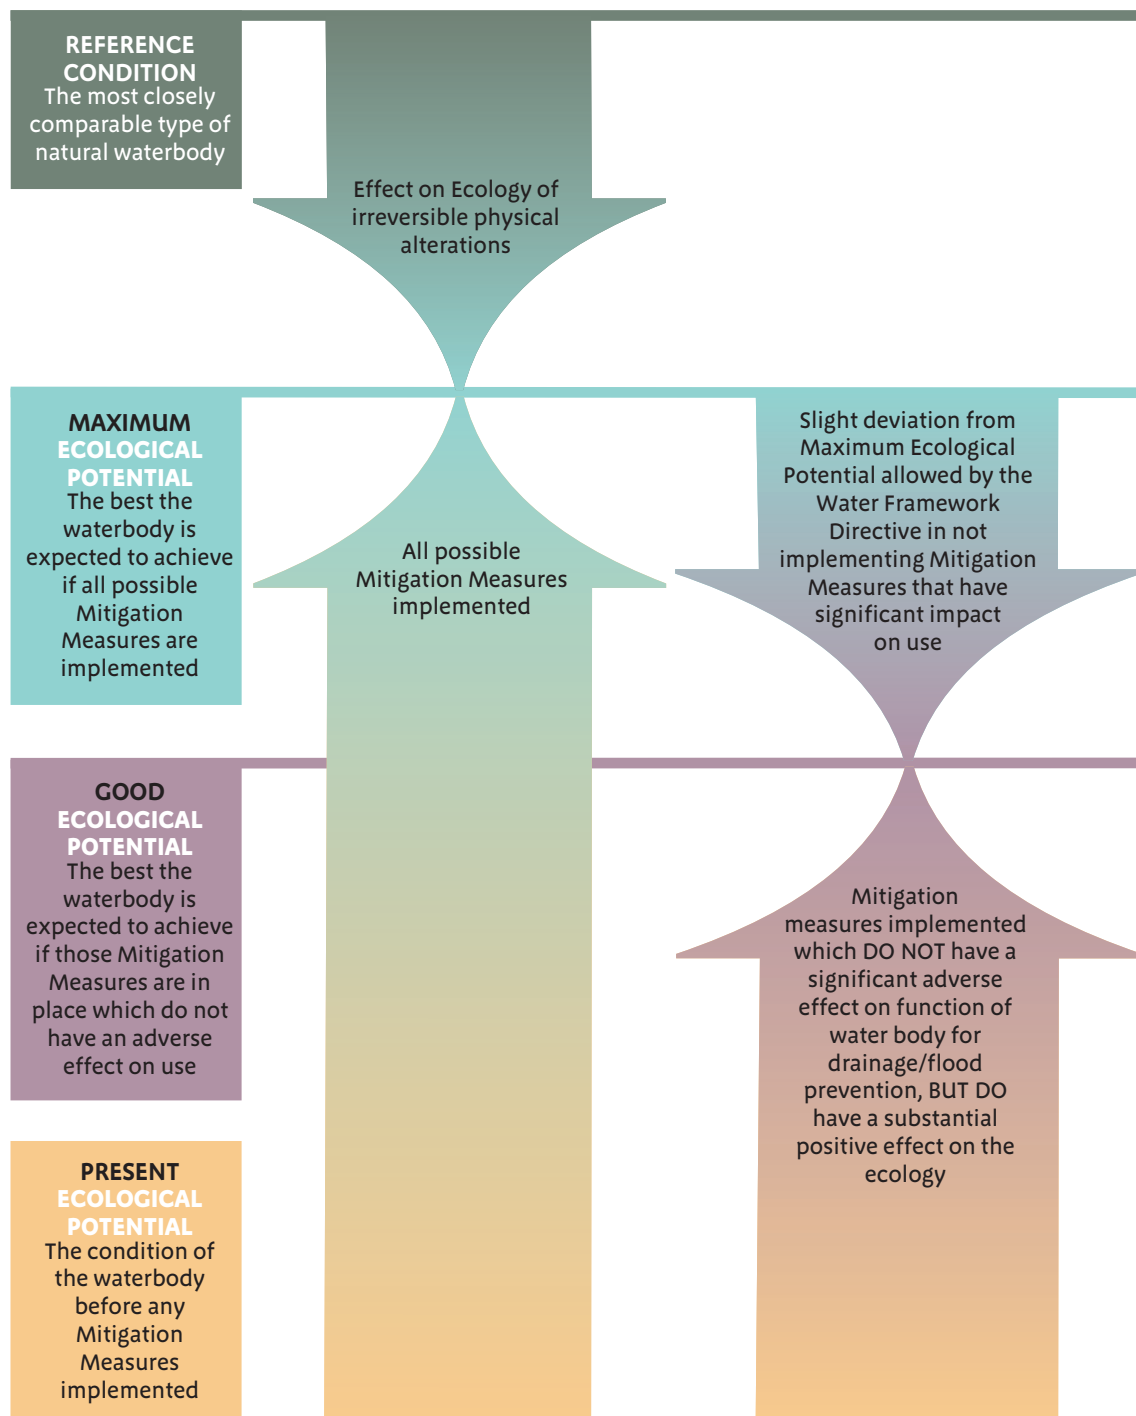 REFERENCE
CONDITION
The most closely
comparable type of
natural waterbody
Effect on Ecology of
irreversible physical
alterations
MAXIMUM
ECOLOGICAL
POTENTIAL
The best the
waterbody is
expected to achieve
if all possible
Mitigation
Measures are
implemented
All possible
Mitigation Measures
implemented
Slight deviation from
Maximum Ecological
Potential allowed by the
Water Framework
Directive in not
implementing Mitigation
Measures that have
significant impact
on use
GOOD
ECOLOGICAL
POTENTIAL
The best the
waterbody is
expected to achieve
if those Mitigation
Measures are in
place which do not
have an adverse
effect on use
Mitigation
measures implemented
which DO NOT have a
significant adverse
effect on function of
water body for
drainage/flood
prevention, BUT DO
have a substantial
positive effect on the
ecology
PRESENT
ECOLOGICAL
POTENTIAL
The condition of
the waterbody
before any
Mitigation
Measures
implemented